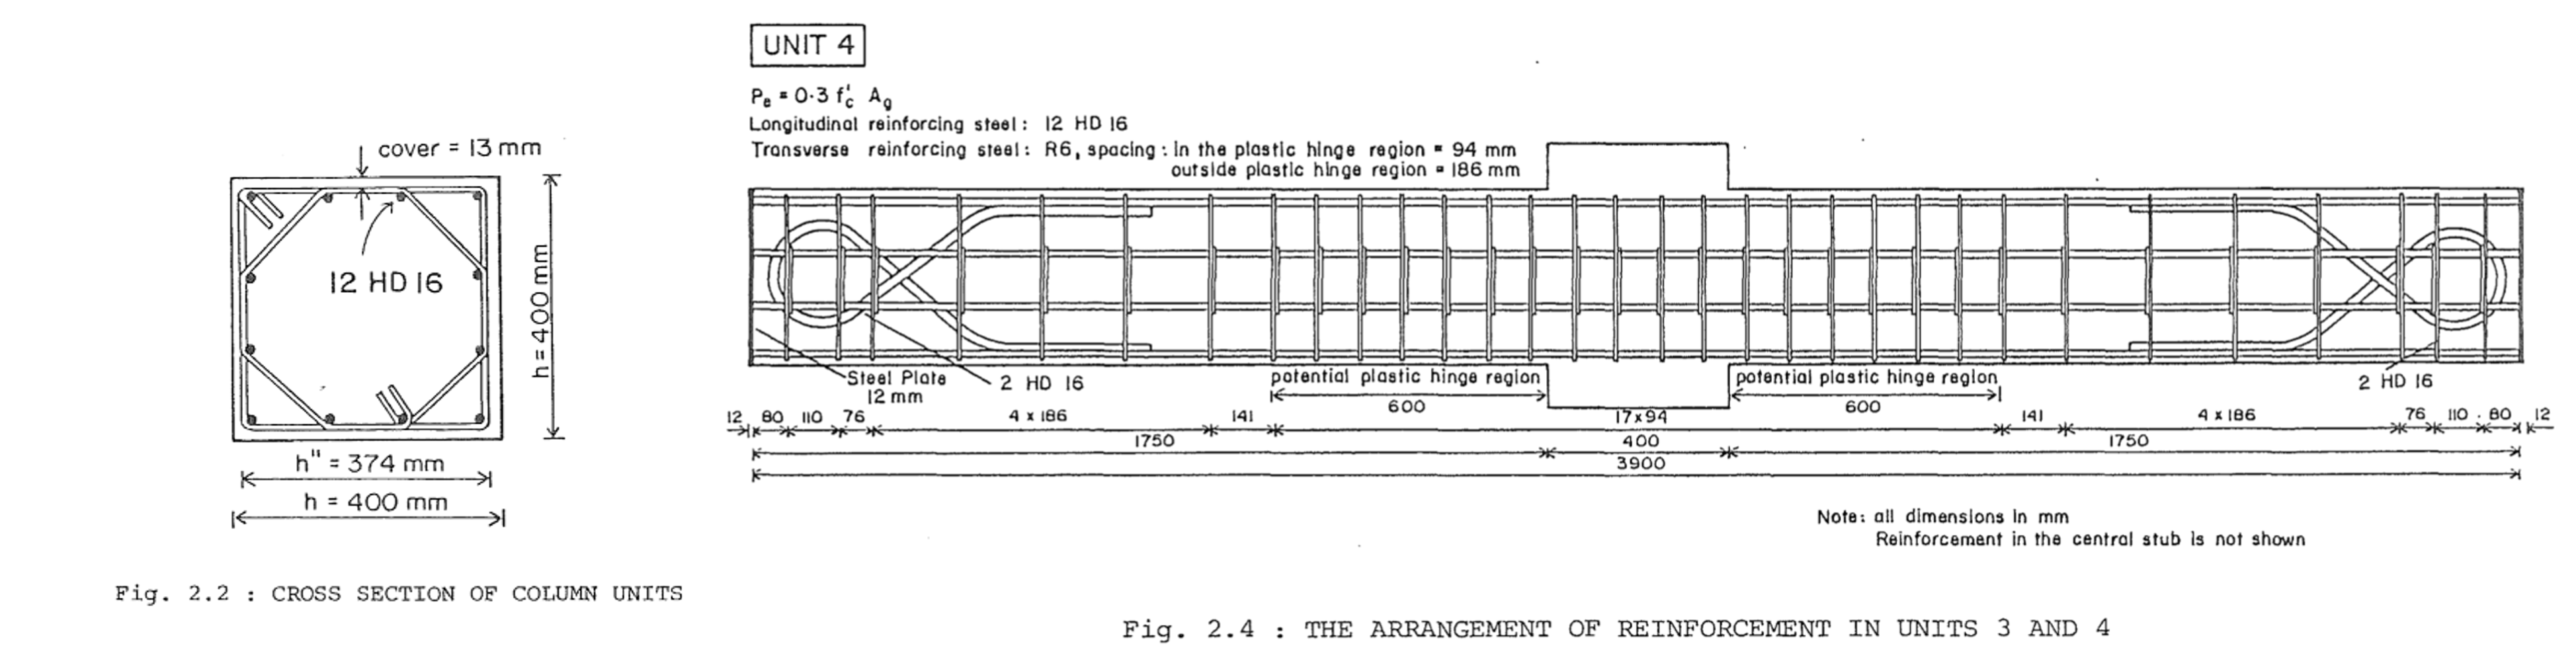 UNIT 4
Pe = 0·3 f'c Ag
Longitudinal reinforcing steel: 12 HD 16
Transverse reinforcing steel: R6, spacing: in the plastic hinge region = 94 mm
outside plastic hinge region = 186 mm
cover = 13 mm
12 HD 16
h = 400 mm
h" = 374 mm
h = 400 mm
Fig. 2.2 : CROSS SECTION OF COLUMN UNITS
Steel Plate
12 mm
2 HD 16
potential plastic hinge region
600
potential plastic hinge region
600
2 HD 16
12 80 110 76 4 x 186 141 17x94 141 4 x 186 76 110 80 12
1750 400 1750
3900
Note: all dimensions in mm
Reinforcement in the central stub is not shown
Fig. 2.4 : THE ARRANGEMENT OF REINFORCEMENT IN UNITS 3 AND 4